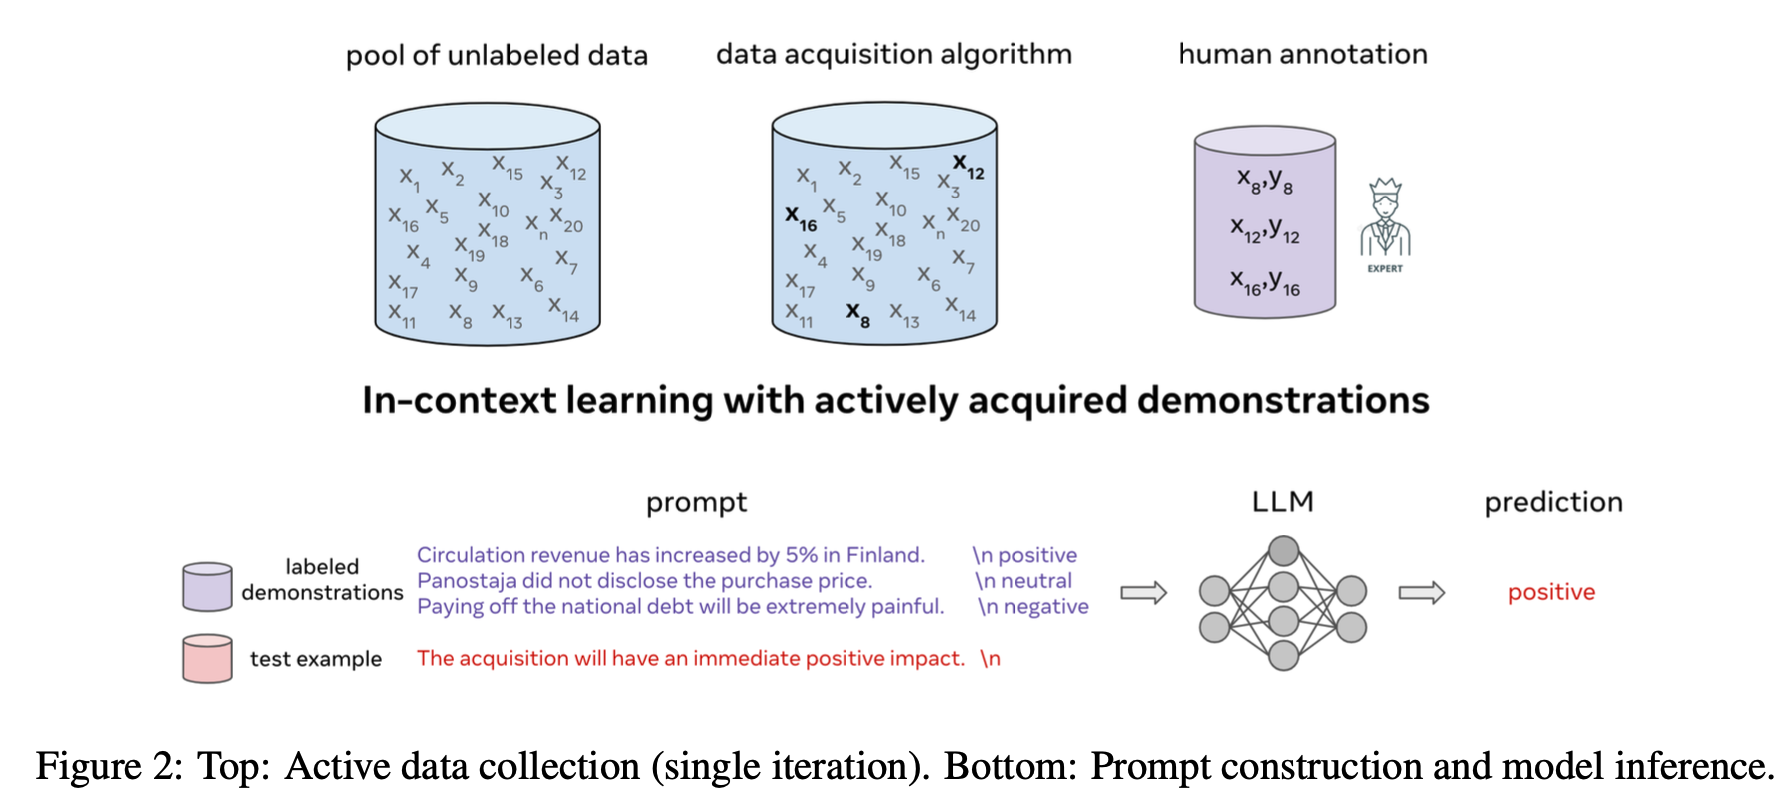 pool of unlabeled data
data acquisition algorithm
human annotation
x1 x2 x15 x12
x3
x16 x5 x10 xn x20
x18
x4 x19 x7
x17 x9 x6
x11 x8 x13 x14
x1 x2 x15 x12
x3
x16 x5 x10 xn x20
x18
x4 x19 x7
x17 x9 x6
x11 x8 x13 x14
x8,y8
x12,y12
x16,y16
EXPERT
In-context learning with actively acquired demonstrations
prompt
LLM
prediction
labeled
demonstrations
Circulation revenue has increased by 5% in Finland. \n positive
Panostaja did not disclose the purchase price. \n neutral
Paying off the national debt will be extremely painful. \n negative
test example
The acquisition will have an immediate positive impact. \n
positive
Figure 2: Top: Active data collection (single iteration). Bottom: Prompt construction and model inference.